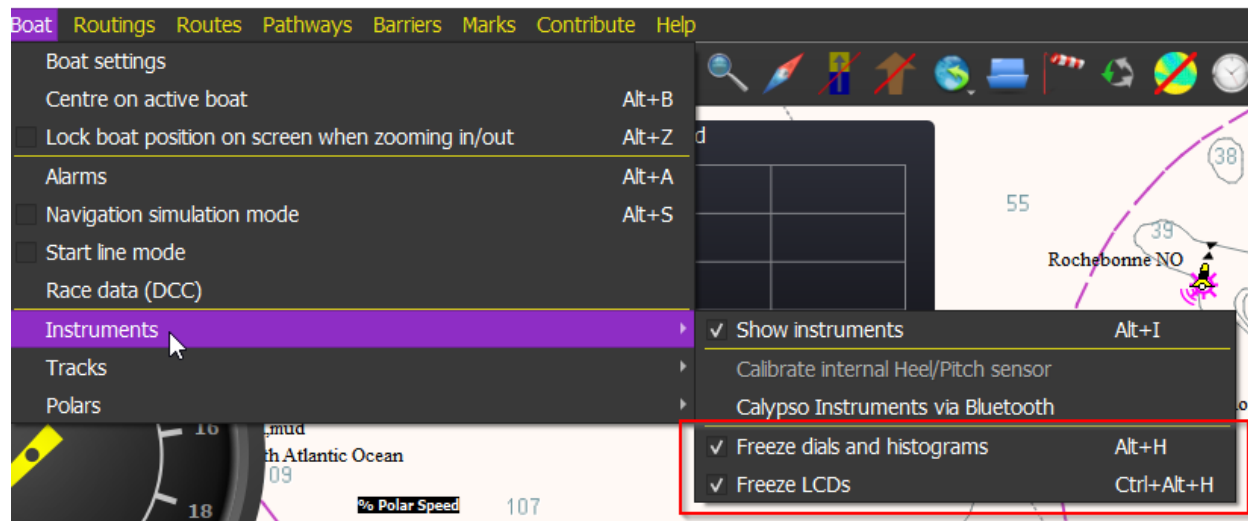 Boat Routings Routes Pathways Barriers Marks Contribute Help
Boat settings
Centre on active boat Alt+B
Lock boat position on screen when zooming in/out Alt+Z
Alarms Alt+A
Navigation simulation mode Alt+S
Start line mode
Race data (DCC)
Instruments
Tracks
Polars
Show instruments Alt+I
Calibrate internal Heel/Pitch sensor
Calypso Instruments via Bluetooth
Freeze dials and histograms Alt+H
Freeze LCDs Ctrl+Alt+H
d
38
55
39
Rochebonne NO
16
,mud
th Atlantic Ocean
09
18
% Polar Speed
107